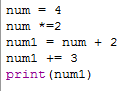 num = 4
num *=2
num1 = num + 2
num1 += 3
print(num1)